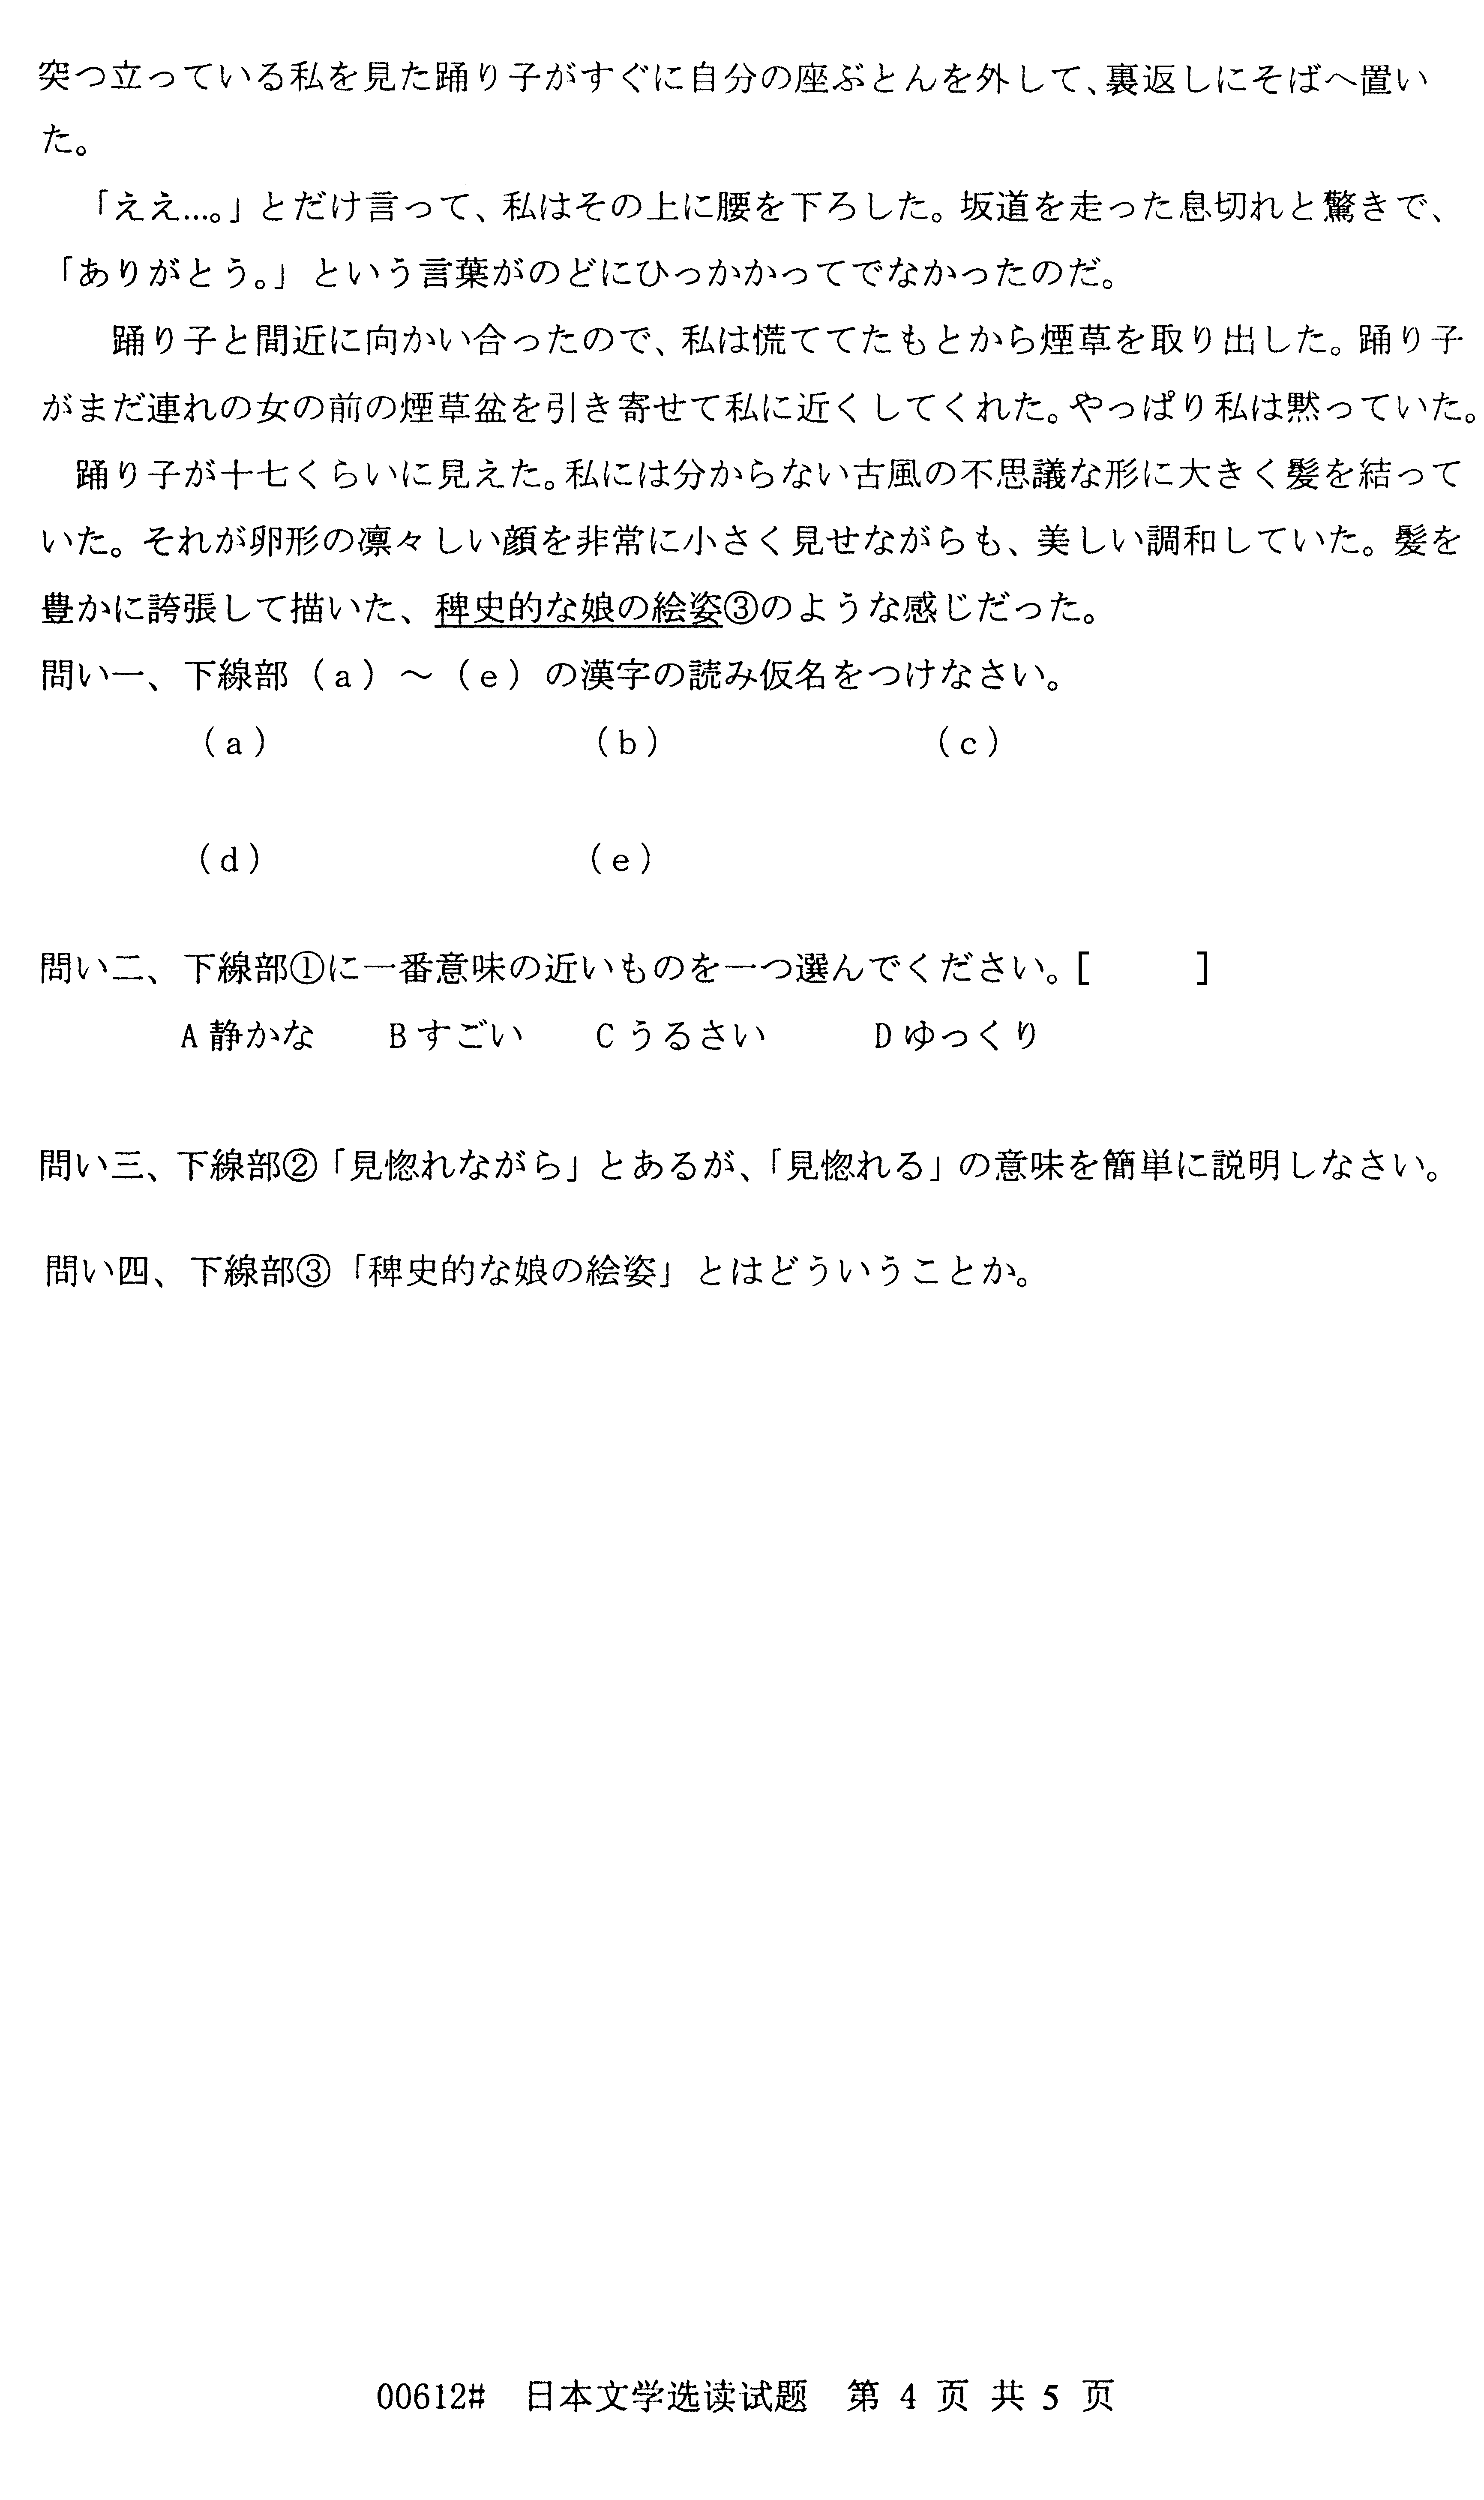 突つ立っている私を見た踊り子がすぐに自分の座ぶとんを外して、裏返しにそばへ置い
た。
「ええ…。」とだけ言って、私はその上に腰を下ろした。坂道を走った息切れと驚きで、
「ありがとう。」という言葉がのどにひっかかってでなかったのだ。
踊り子と間近に向かい合ったので、私は慌ててたもとから煙草を取り出した。踊り子
がまだ連れの女の前の煙草盆を引き寄せて私に近くしてくれた。やっぱり私は黙っていた。
踊り子が十七くらいに見えた。私には分からない古風の不思議な形に大きく髪を結って
いた。それが卵形の凛々しい顔を非常に小さく見せながらも、美しい調和していた。髪を
豊かに誇張して描いた、稗史的な娘の絵姿③のような感じだった。
問い一、下線部（a）～（e）の漢字の読み仮名をつけなさい。
（a） （b） （c）
（d） （e）
問い二、下線部①に一番意味の近いものを一つ選んでください。[ ]
A 静かな B すごい C うるさい D ゆっくり
問い三、下線部②「見惚れながら」とあるが、「見惚れる」の意味を簡単に説明しなさい。
問い四、下線部③「稗史的な娘の絵姿」とはどういうことか。
00612# 日本文学选读试题 第 4 页 共 5 页